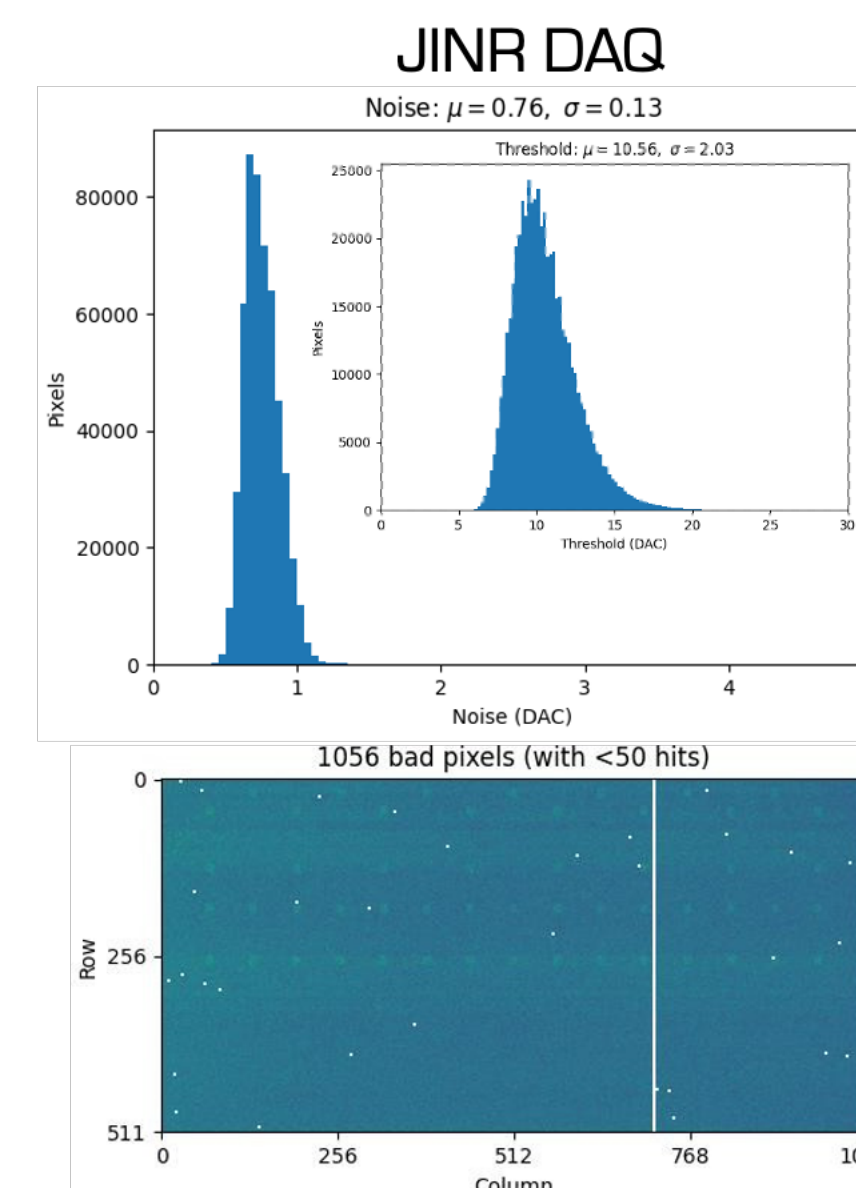 JINR DAQ
Noise: μ = 0.76, σ = 0.13
Threshold: μ = 10.56, σ = 2.03
Pixels
80000
60000
40000
20000
0
Pixels
25000
20000
15000
10000
5000
0
0 5 10 15 20 25 30
Threshold (DAC)
0 1 2 3 4
Noise (DAC)
1056 bad pixels (with <50 hits)
Row
0
256
511
0 256 512 768
Column